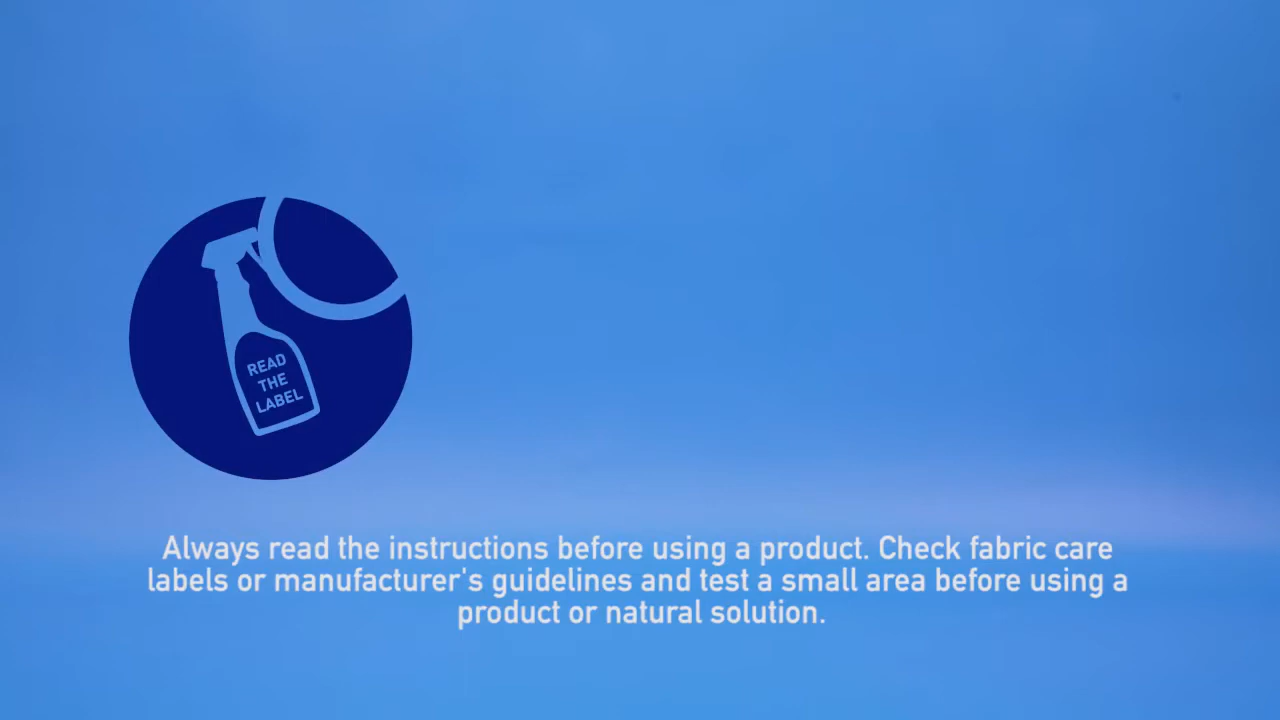 READ
THE
LABEL
Always read the instructions before using a product. Check fabric care
labels or manufacturer's guidelines and test a small area before using a
product or natural solution.